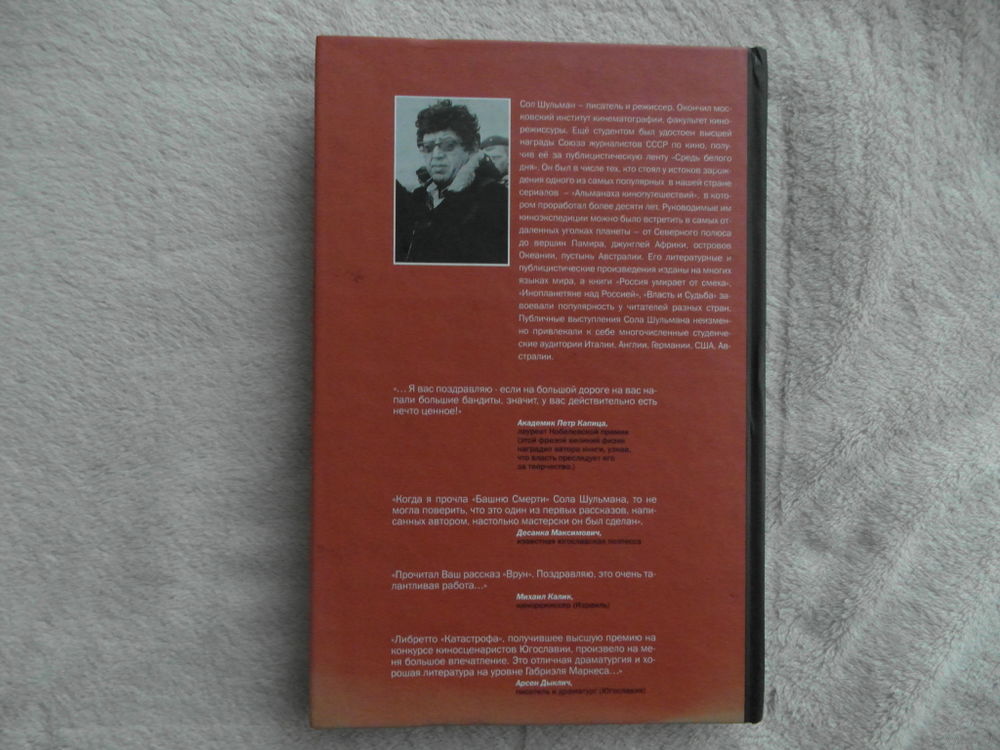 Сол Шульман – писатель и режиссер. Окончил мос-
ковский институт кинематографии, факультет кино-
режиссуры. Ещё студентом был удостоен высшей
награды Союза журналистов СССР по кино, полу-
чив её за публицистическую ленту «Средь белого
дня». Он был в числе тех, кто стоял у истоков зарож-
дения одного из самых популярных в нашей стране
сериалов – «Альманаха кинопутешествий», в кото-
ром проработал более десяти лет. Руководимые им
киноэкспедиции можно было встретить в самых от-
даленных уголках планеты – от Северного полюса
до вершин Памира, джунглей Африки, островов
Океании, пустынь Австралии. Его литературные и
публицистические произведения изданы на многих
языках мира, а книги «Россия умирает от смеха»,
«Инопланетяне над Россией», «Власть и Судьба» за-
воевали популярность у читателей разных стран.
Публичные выступления Сола Шульмана неизмен-
но привлекали к себе многочисленные студенче-
ские аудитории Италии, Англии, Германии, США, Ав-
стралии.
«... Я вас поздравляю - если на большой дороге на вас на-
пали большие бандиты, значит, у вас действительно есть
нечто ценное!»
Академик Петр Капица,
лауреат Нобелевской премии
(этой фразой великий физик
наградил автора книги, узнав,
что власть преследует его
за творчество.)
«Когда я прочла «Башню Смерти» Сола Шульмана, то не
могла поверить, что это один из первых рассказов, напи-
санных автором, настолько мастерски он был сделан».
Десанка Максимович,
известная югославская поэтесса
«Прочитал Ваш рассказ «Врун». Поздравляю, это очень та-
лантливая работа...»
Михаил Калик,
кинорежиссер (Израиль)
«Либретто «Катастрофа», получившее высшую премию на
конкурсе киносценаристов Югославии, произвело на ме-
ня большое впечатление. Это отличная драматургия и хо-
рошая литература на уровне Габриэля Маркеса...»
Арсен Дыклич,
писатель и драматург (Югославия)